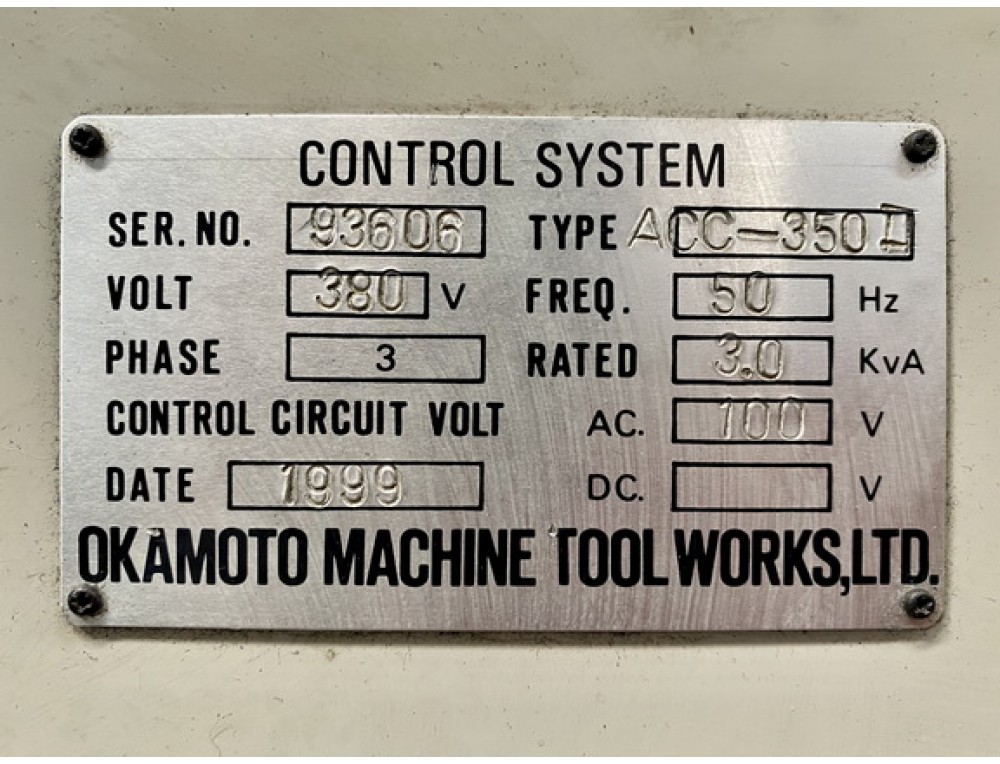 CONTROL SYSTEM
SER. NO. 93606 TYPE ACC-350
VOLT 380 V FREQ. 50 Hz
PHASE 3 RATED 3.0 KvA
CONTROL CIRCUIT VOLT AC. 100 V
DATE 1999 DC. V
OKAMOTO MACHINE TOOL WORKS,LTD.